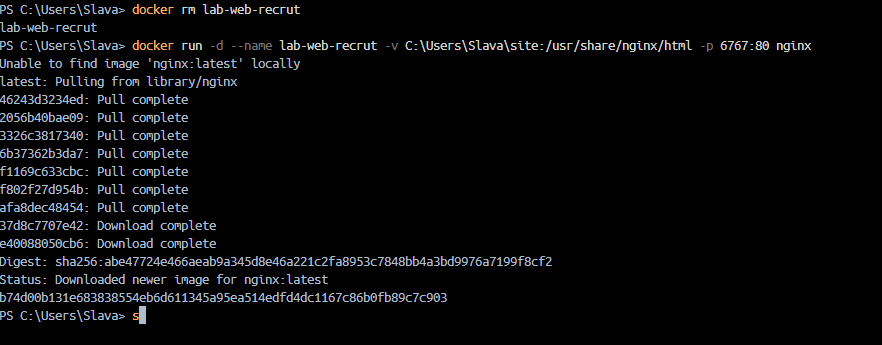 PS C:\Users\Slava> docker rm lab-web-recrut
lab-web-recrut
PS C:\Users\Slava> docker run -d --name lab-web-recrut -v C:\Users\Slava\site:/usr/share/nginx/html -p 6767:80 nginx
Unable to find image 'nginx:latest' locally
latest: Pulling from library/nginx
46243d3234ed: Pull complete
2056b40bae09: Pull complete
3326c3817340: Pull complete
6b37362b3da7: Pull complete
f1169c633cbc: Pull complete
f802f27d954b: Pull complete
afa8dec48454: Pull complete
37d8c7707e42: Download complete
e40088050cb6: Download complete
Digest: sha256:abe47724e466aeab9a345d8e46a221c2fa8953c7848bb4a3bd9976a7199f8cf2
Status: Downloaded newer image for nginx:latest
b74d00b131e683838554eb6d611345a95ea514edfd4dc1167c86b0fb89c7c903
PS C:\Users\Slava> s